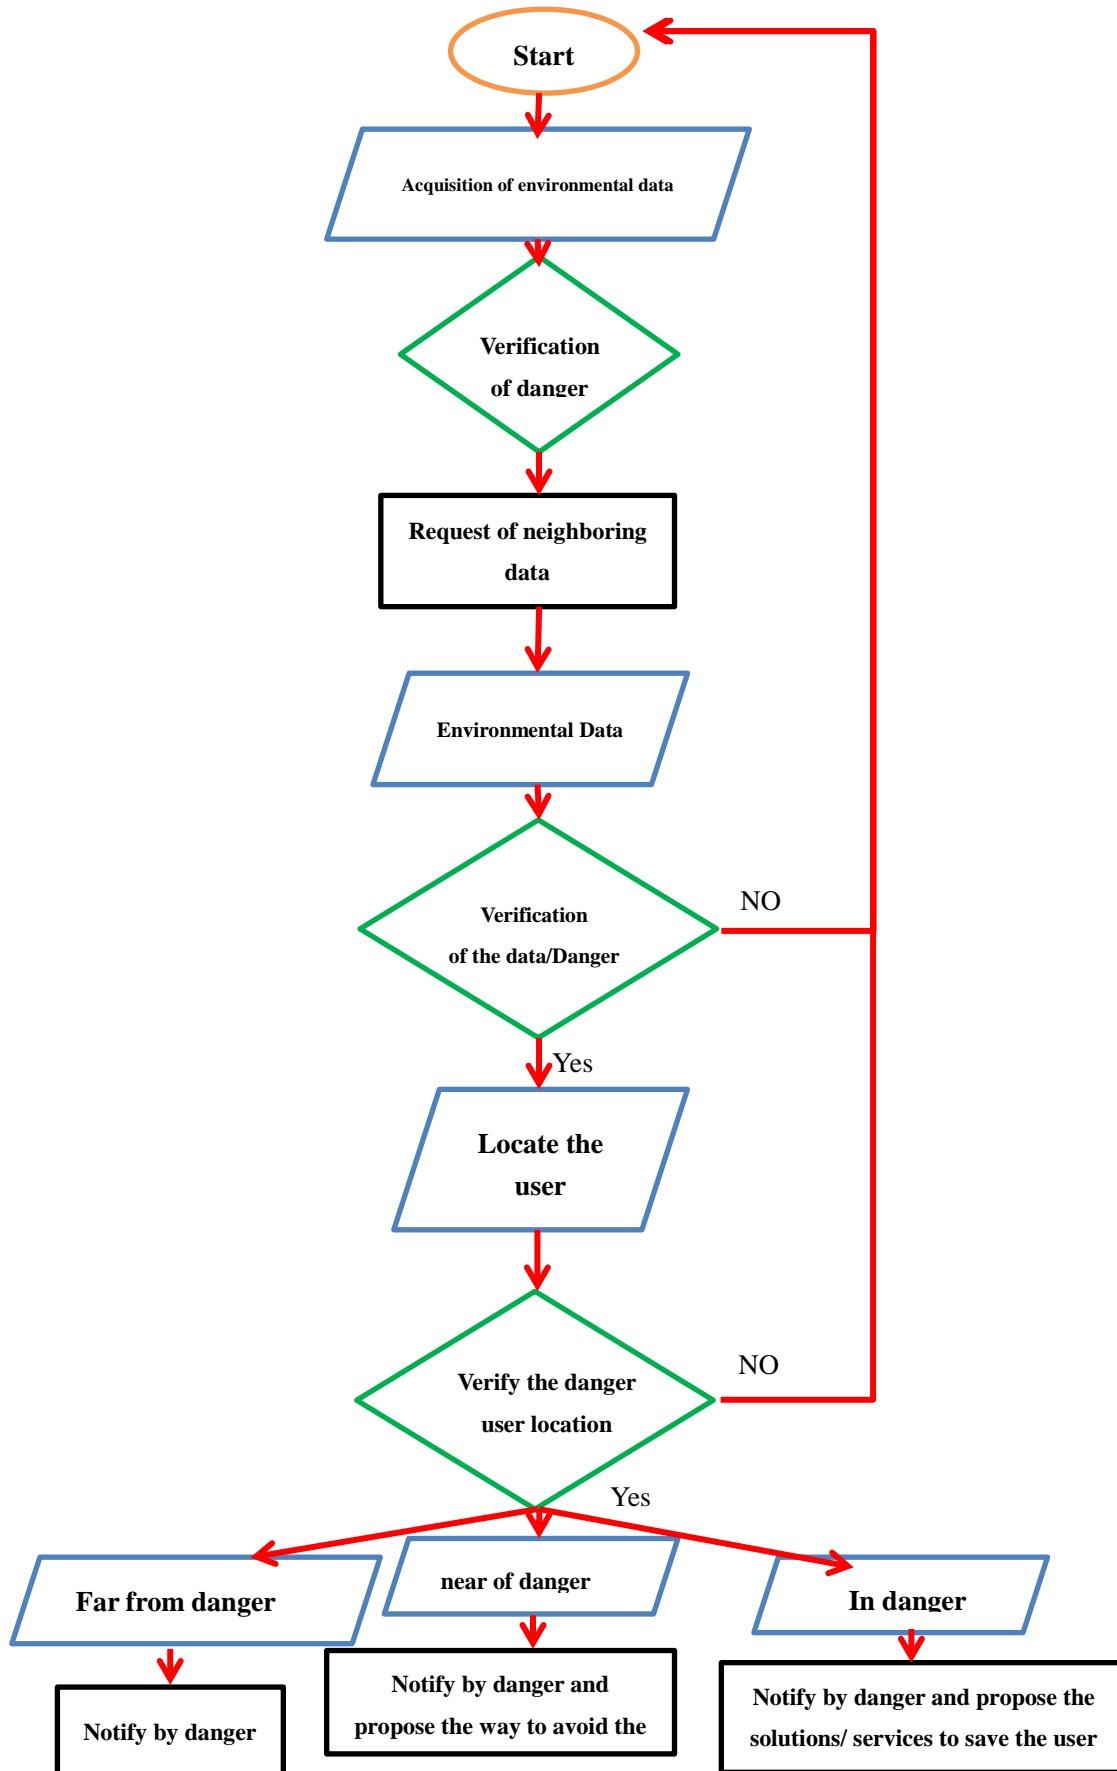 Start
Acquisition of environmental data
Verification
of danger
Request of neighboring
data
Environmental Data
Verification
of the data/Danger
NO
Yes
Locate the
user
Verify the danger
user location
NO
Yes
Far from danger
near of danger
In danger
Notify by danger
Notify by danger and
propose the way to avoid the
Notify by danger and propose the
solutions/ services to save the user